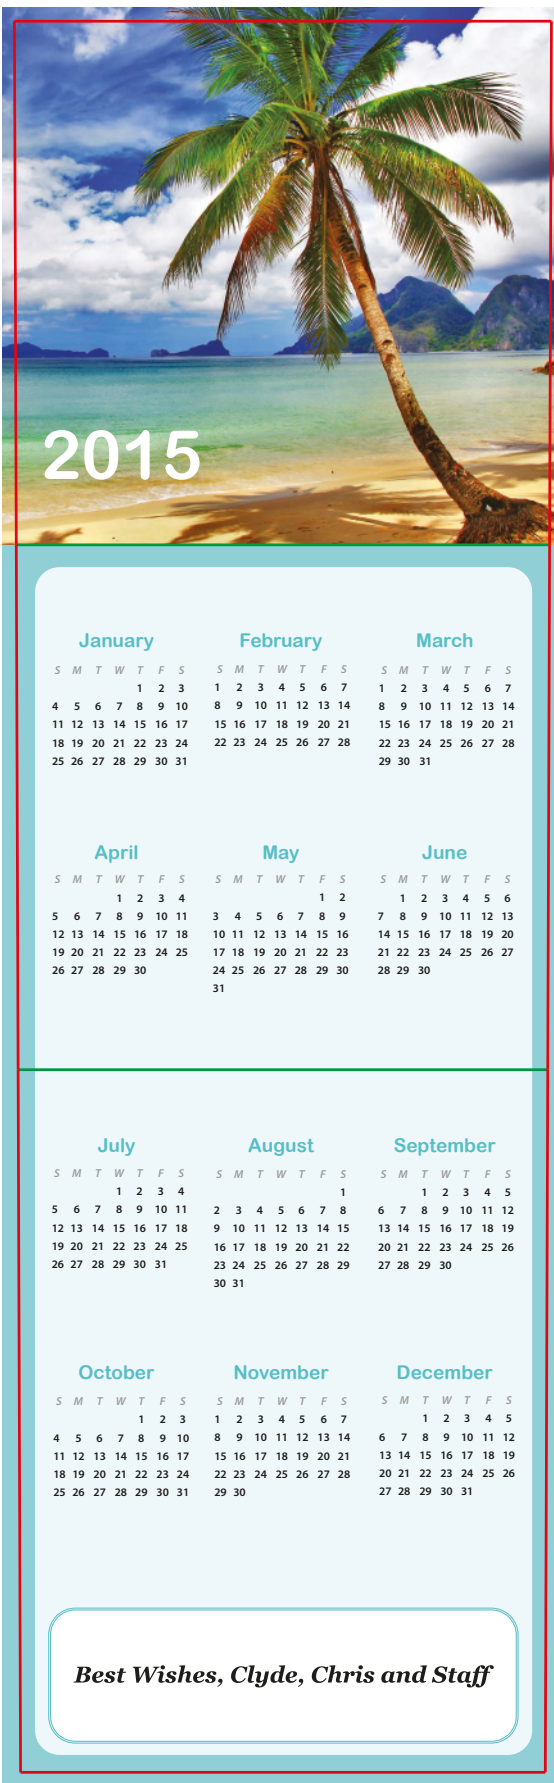 2015
January
S M T W T F S
1 2 3
4 5 6 7 8 9 10
11 12 13 14 15 16 17
18 19 20 21 22 23 24
25 26 27 28 29 30 31
February
S M T W T F S
1 2 3 4 5 6 7
8 9 10 11 12 13 14
15 16 17 18 19 20 21
22 23 24 25 26 27 28
March
S M T W T F S
1 2 3 4 5 6 7
8 9 10 11 12 13 14
15 16 17 18 19 20 21
22 23 24 25 26 27 28
29 30 31
April
S M T W T F S
1 2 3 4
5 6 7 8 9 10 11
12 13 14 15 16 17 18
19 20 21 22 23 24 25
26 27 28 29 30
May
S M T W T F S
1 2
3 4 5 6 7 8 9
10 11 12 13 14 15 16
17 18 19 20 21 22 23
24 25 26 27 28 29 30
31
June
S M T W T F S
1 2 3 4 5 6
7 8 9 10 11 12 13
14 15 16 17 18 19 20
21 22 23 24 25 26 27
28 29 30
July
S M T W T F S
1 2 3 4
5 6 7 8 9 10 11
12 13 14 15 16 17 18
19 20 21 22 23 24 25
26 27 28 29 30 31
August
S M T W T F S
1
2 3 4 5 6 7 8
9 10 11 12 13 14 15
16 17 18 19 20 21 22
23 24 25 26 27 28 29
30 31
September
S M T W T F S
1 2 3 4 5
6 7 8 9 10 11 12
13 14 15 16 17 18 19
20 21 22 23 24 25 26
27 28 29 30
October
S M T W T F S
1 2 3
4 5 6 7 8 9 10
11 12 13 14 15 16 17
18 19 20 21 22 23 24
25 26 27 28 29 30 31
November
S M T W T F S
1 2 3 4 5 6 7
8 9 10 11 12 13 14
15 16 17 18 19 20 21
22 23 24 25 26 27 28
29 30
December
S M T W T F S
1 2 3 4 5
6 7 8 9 10 11 12
13 14 15 16 17 18 19
20 21 22 23 24 25 26
27 28 29 30 31
Best Wishes, Clyde, Chris and Staff